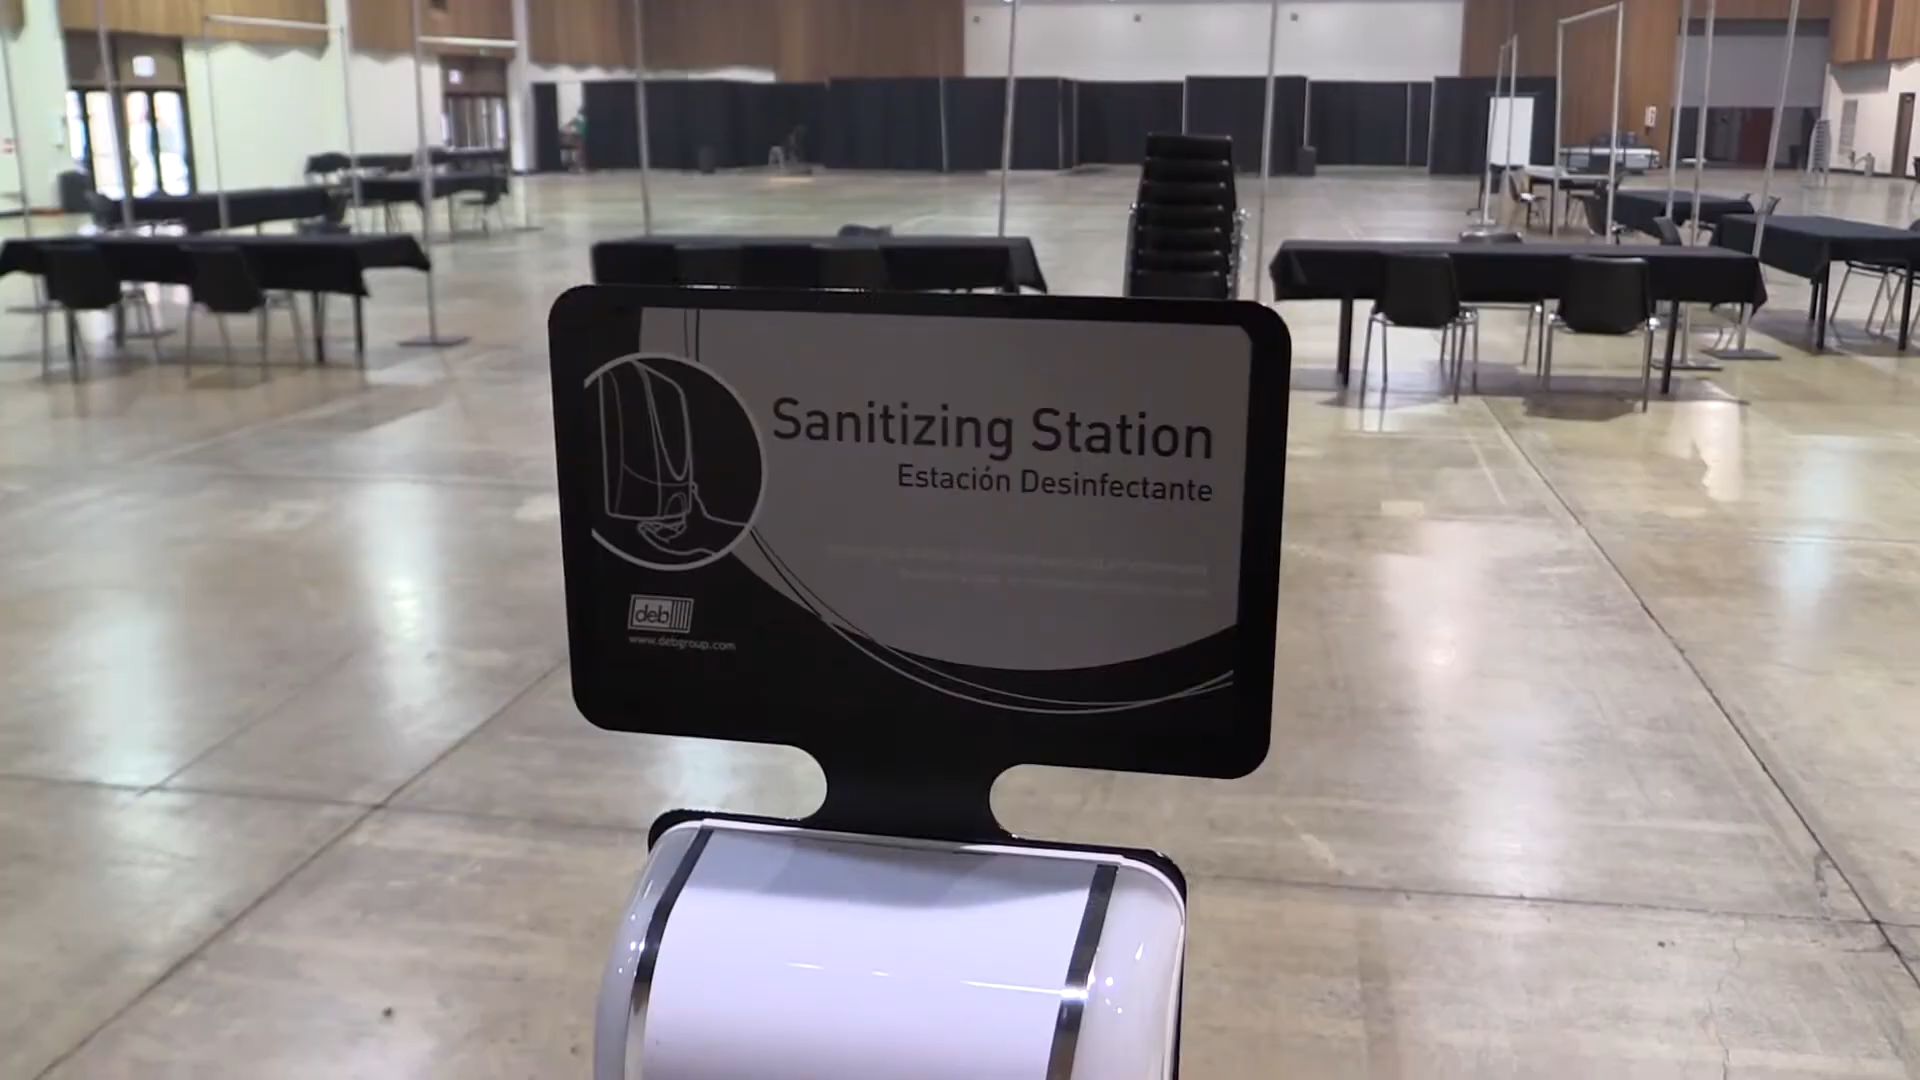 Sanitizing Station
Estación Desinfectante
deb
www.debgroup.com